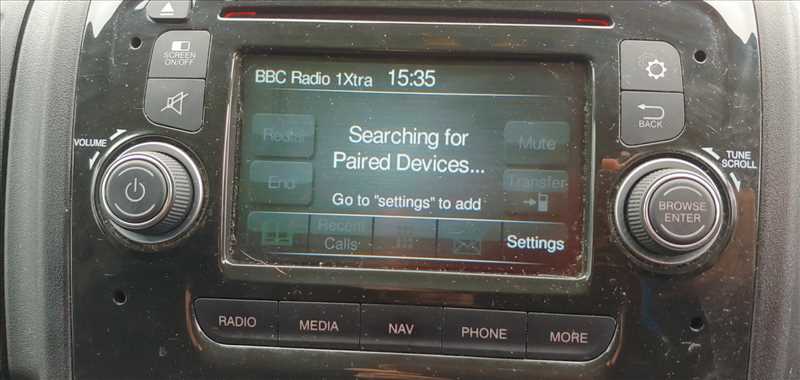 SCREEN
ON/OFF
BBC Radio 1Xtra 15:35
BACK
VOLUME
TUNE
SCROLL
Redial
Searching for
Paired Devices...
Mute
End
Transfer
Go to "settings" to add
BROWSE
ENTER
Recent
Calls
Settings
RADIO
MEDIA
NAV
PHONE
MORE